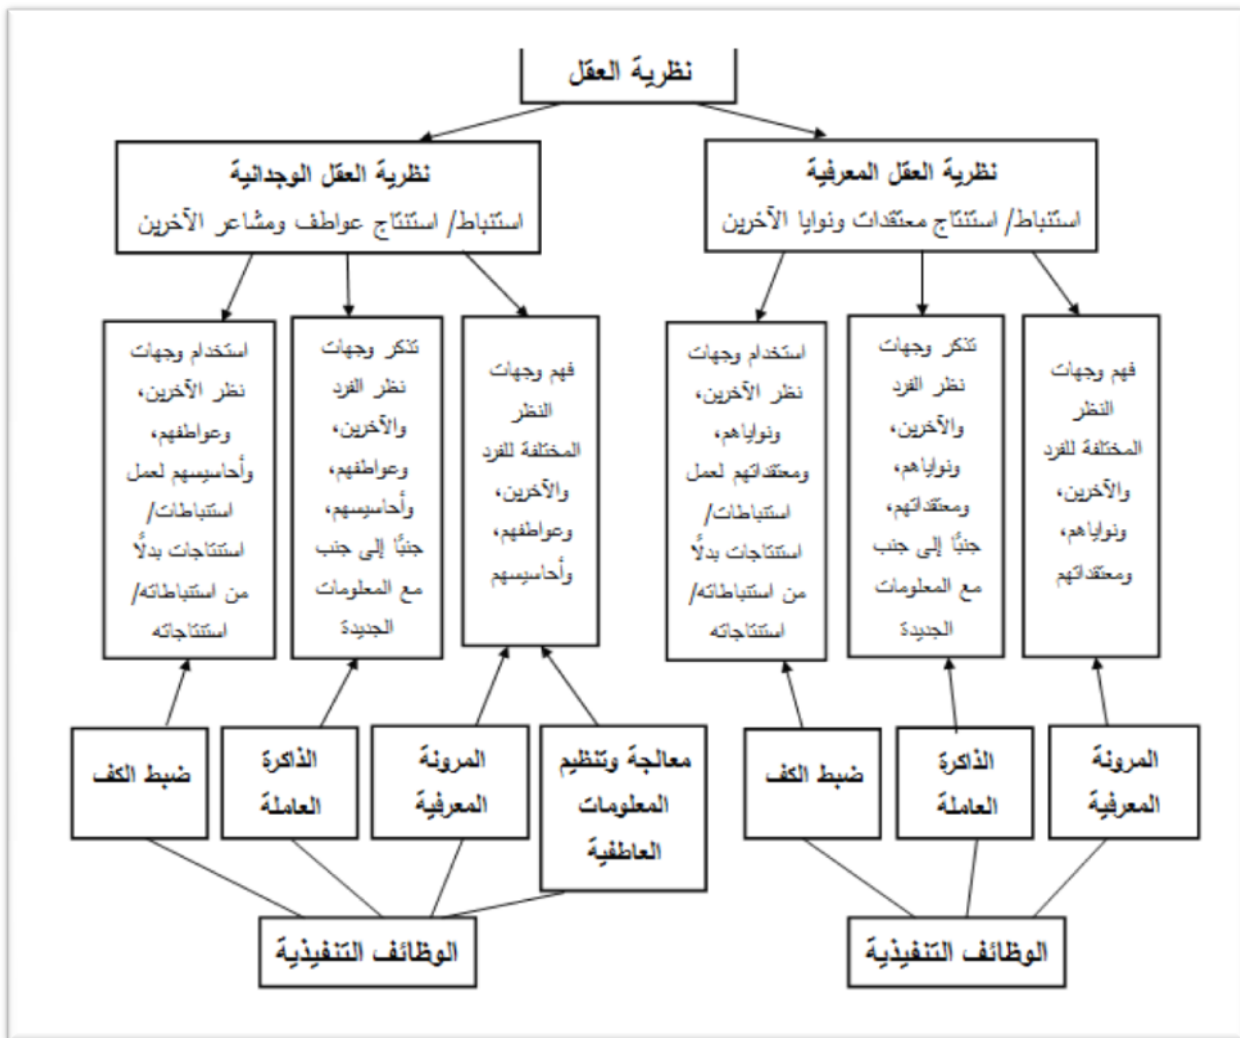 نظرية العقل
نظرية العقل المعرفية
استنباط/ استنتاج معتقدات ونوايا الآخرين
نظرية العقل الوجدانية
استنباط/ استنتاج عواطف ومشاعر الآخرين
فهم وجهات
النظر
المختلفة للفرد
والآخرين،
ونواياهم،
ومعتقداتهم
تذكر وجهات
نظر الفرد
والآخرين،
ونواياهم،
ومعتقداتهم،
جنبًا إلى جنب
مع المعلومات
الجديدة
استخدام وجهات
نظر الآخرين،
ونواياهم،
ومعتقداتهم لعمل
استنباطات/
استنتاجات بدلًا
من استنباطاته/
استنتاجاته
فهم وجهات
النظر
المختلفة للفرد
والآخرين،
وعواطفهم،
وأحاسيسهم
تذكر وجهات
نظر الفرد
والآخرين،
وعواطفهم،
وأحاسيسهم،
جنبًا إلى جنب
مع المعلومات
الجديدة
استخدام وجهات
نظر الآخرين،
وعواطفهم،
وأحاسيسهم لعمل
استنباطات/
استنتاجات بدلًا
من استنباطاته/
استنتاجاته
المرونة
المعرفية
الذاكرة
العاملة
ضبط الكف
معالجة وتنظيم
المعلومات
العاطفية
المرونة
المعرفية
الذاكرة
العاملة
ضبط الكف
الوظائف التنفيذية
الوظائف التنفيذية